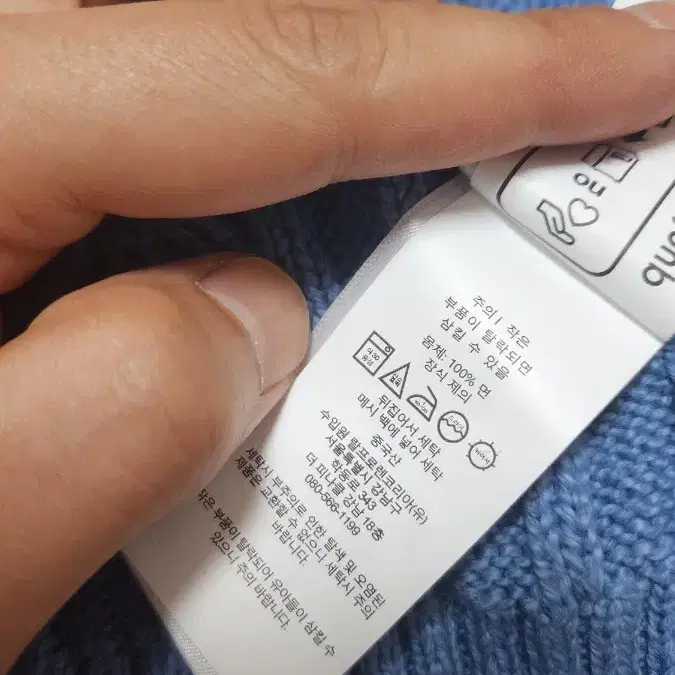 주의! 작은
부품이 탈락되면
삼킬 수 있음
몸체: 100% 면
장식 제외
뒤집어서 세탁
메시 백에 넣어 세탁
중국산
수입원 랄프로렌코리아(유)
서울특별시 강남구
학동로 343
더 피나클 강남 18층
080-566-1199
세탁시 부주의로 인한 탈색 및 오염된
제품은 교환할 수 없으니 세탁시 주의
바랍니다.
작은 부품이 탈락되어 유아들이 삼킬 수
있으니 주의 바랍니다.